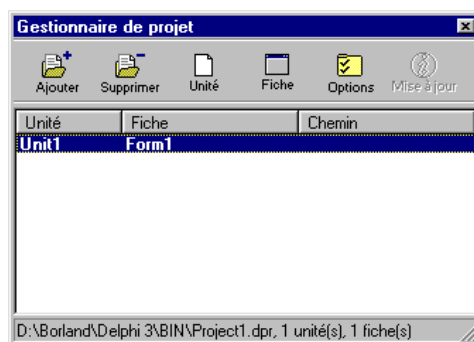 Gestionnaire de projet
Ajouter Supprimer Unité Fiche Options Mise à jour
Unité Fiche Chemin
Unit1 Form1
D:\Borland\Delphi 3\BIN\Project1.dpr, 1 unité(s), 1 fiche(s)